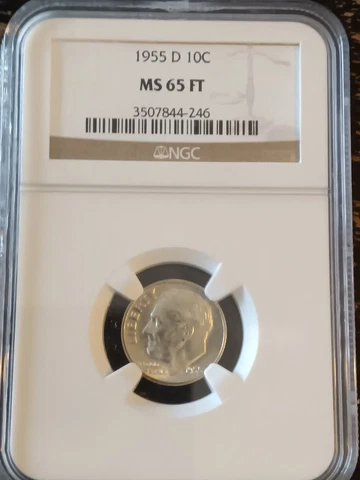 1955 D 10C
MS 65 FT
3507844-246
NGC
LIBERTY